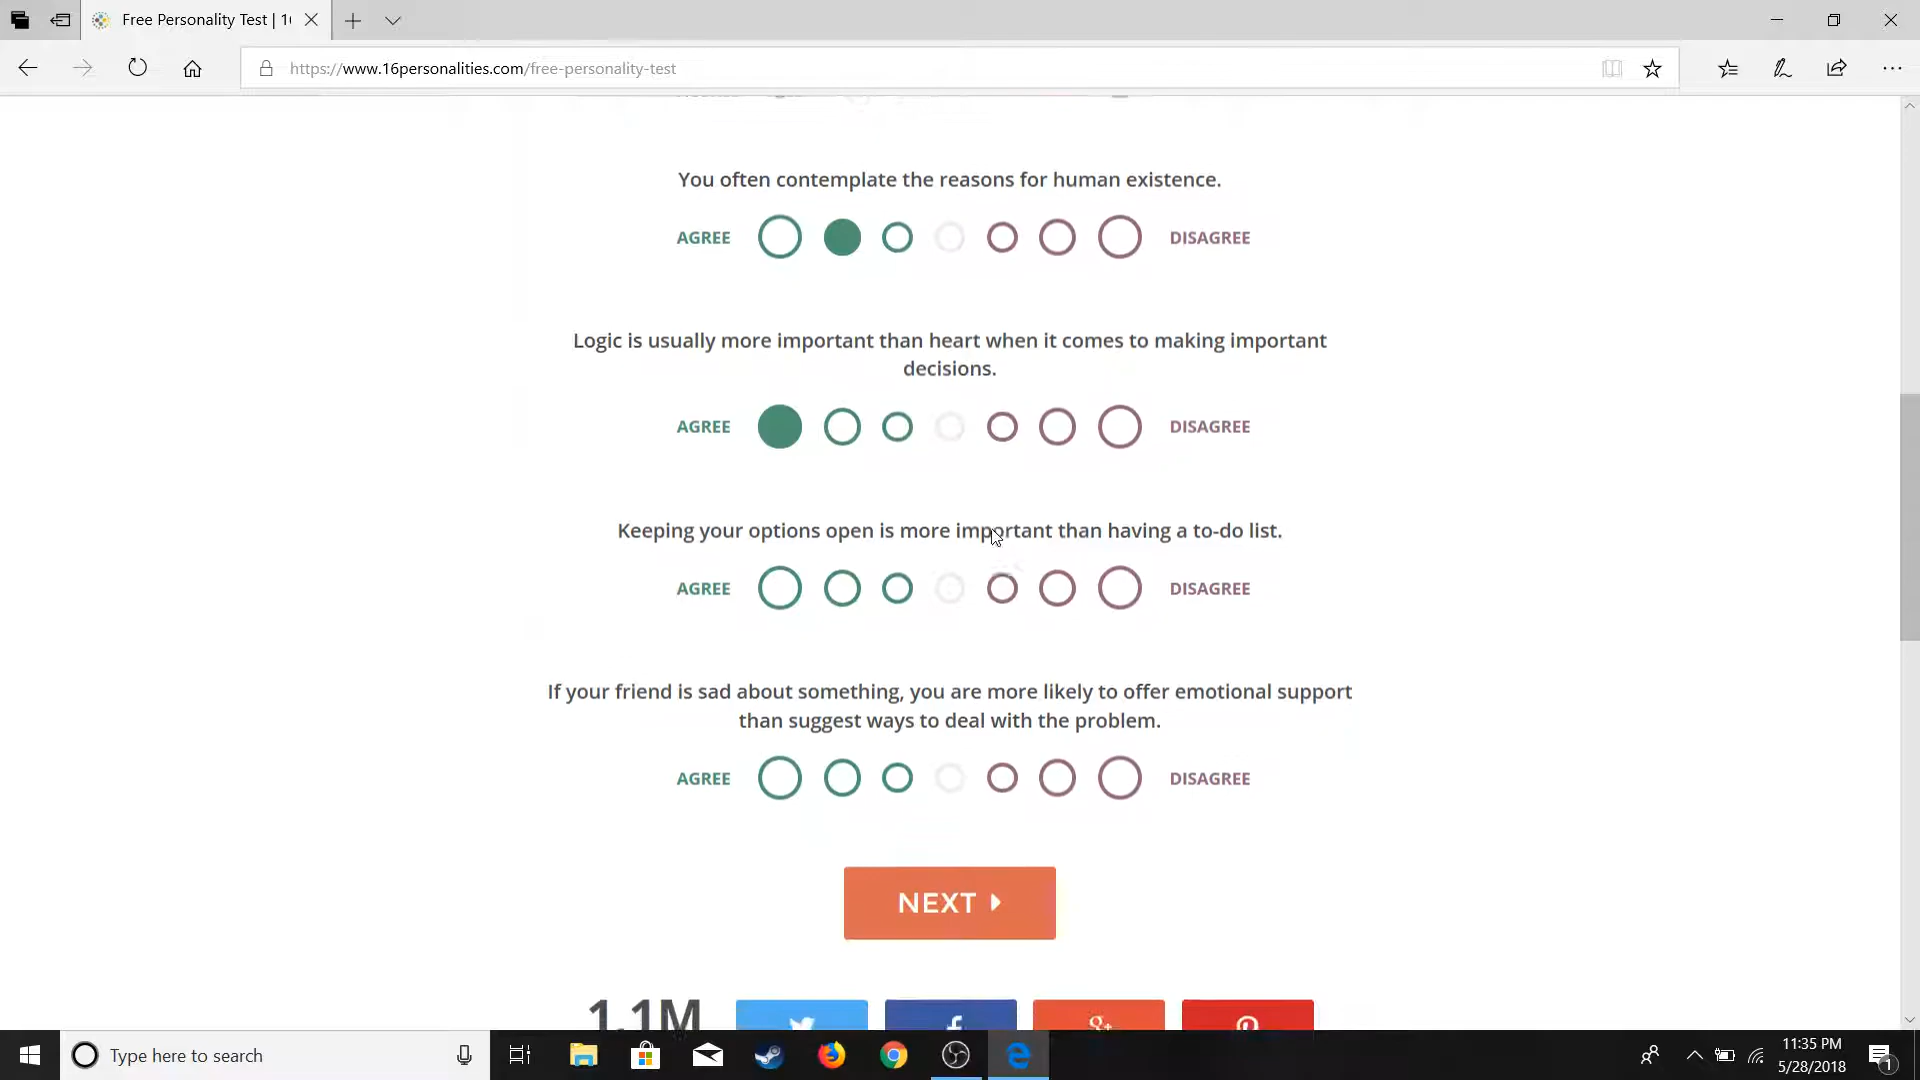 Free Personality Test | 1
https://www.16personalities.com/free-personality-test
You often contemplate the reasons for human existence.
AGREE DISAGREE
Logic is usually more important than heart when it comes to making important
decisions.
AGREE DISAGREE
Keeping your options open is more important than having a to-do list.
AGREE DISAGREE
If your friend is sad about something, you are more likely to offer emotional support
than suggest ways to deal with the problem.
AGREE DISAGREE
NEXT
1.1M
f g+
Type here to search
11:35 PM
5/28/2018
1